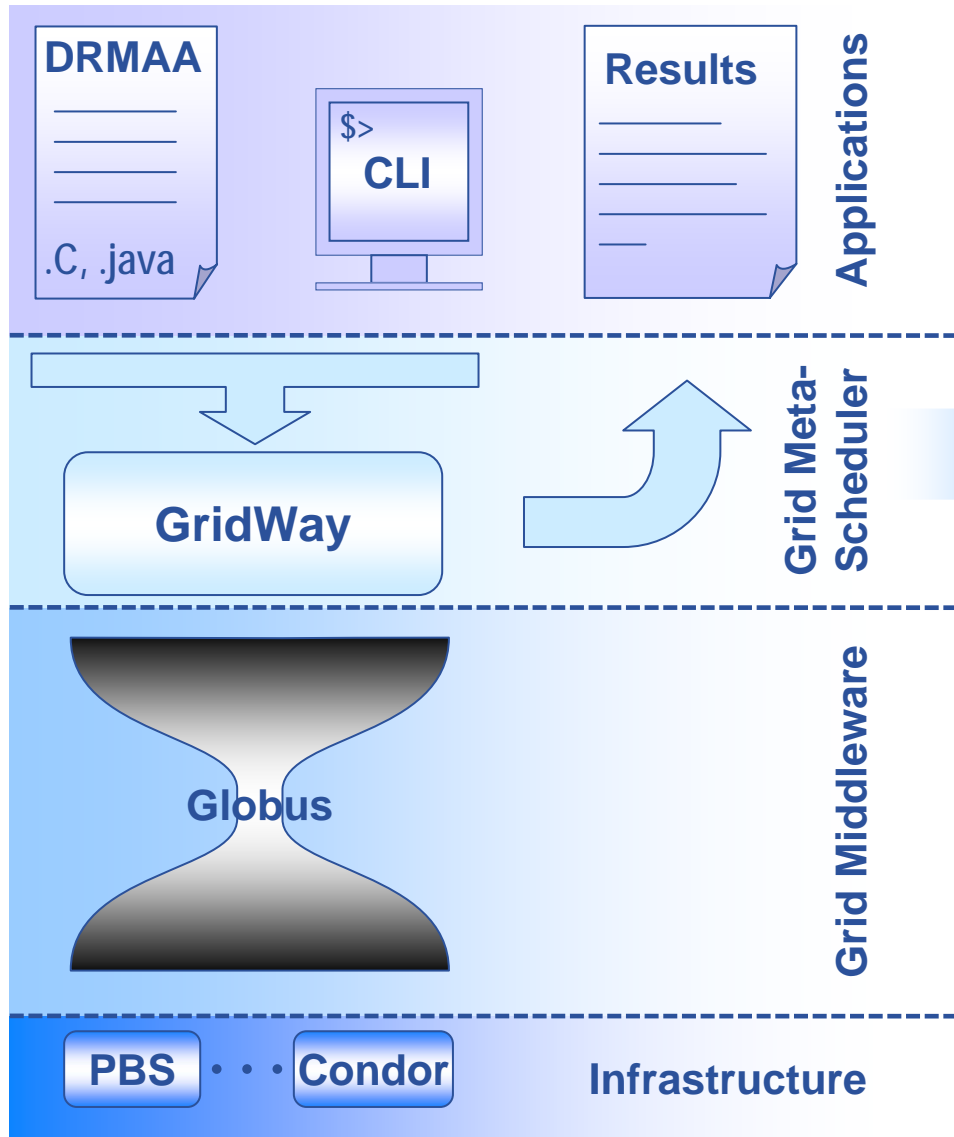 DRMAA
.C, .java
$>
CLI
Results
Applications
GridWay
Grid Meta-
Scheduler
Globus
Grid Middleware
PBS
Condor
Infrastructure